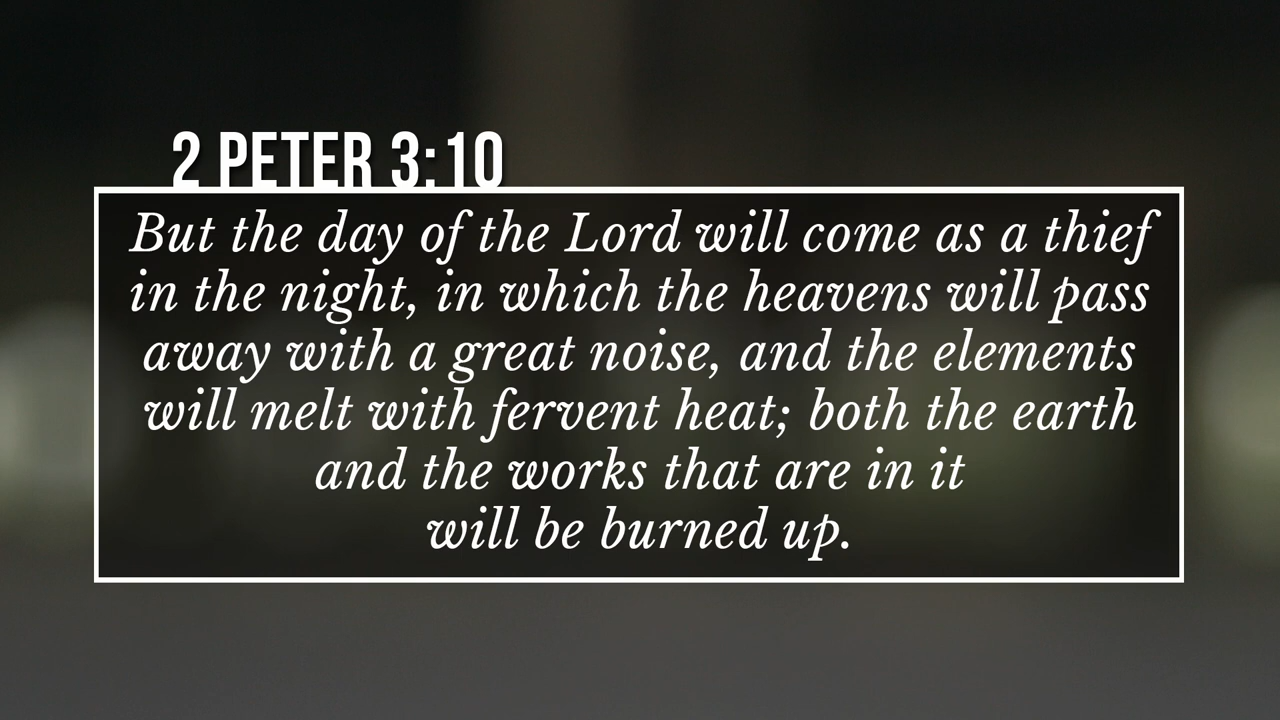 2 PETER 3:10
But the day of the Lord will come as a thief
in the night, in which the heavens will pass
away with a great noise, and the elements
will melt with fervent heat; both the earth
and the works that are in it
will be burned up.